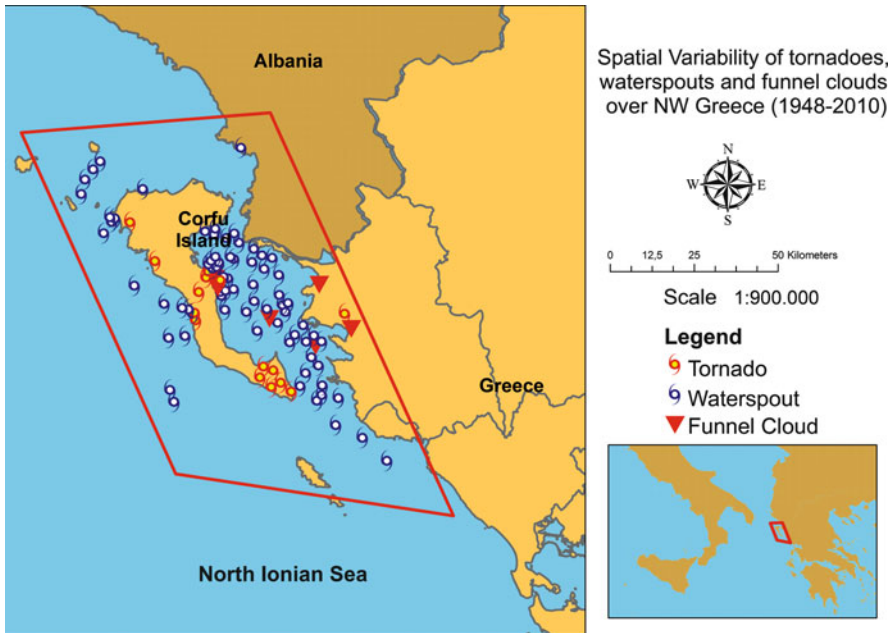 Albania
Corfu
Island
Greece
North Ionian Sea
Spatial Variability of tornadoes,
waterspouts and funnel clouds
over NW Greece (1948-2010)
N
W
E
S
0 12,5 25 50 Kilometers
Scale 1:900.000
Legend
Tornado
Waterspout
Funnel Cloud